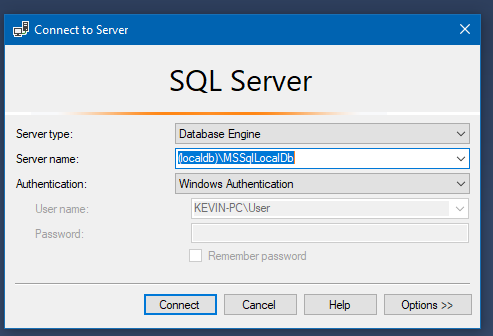 Connect to Server
SQL Server
Server type: Database Engine
Server name: (localdb)\MSSqlLocalDb
Authentication: Windows Authentication
User name: KEVIN-PC\User
Password:
Remember password
Connect Cancel Help Options >>